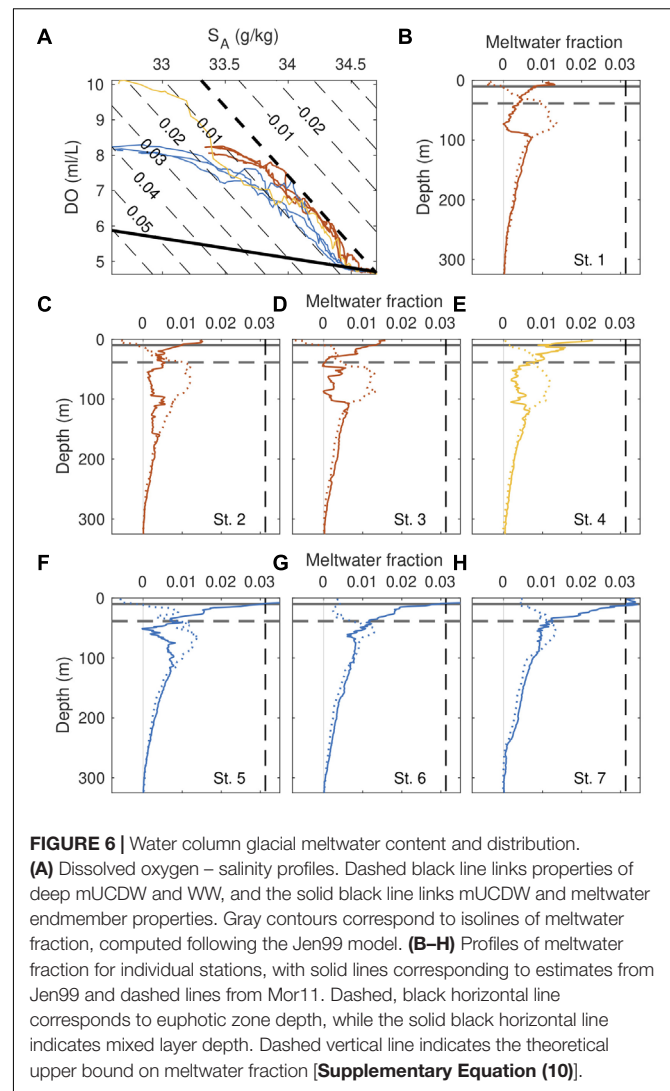 A
S_A (g/kg)
33 33.5 34 34.5
10
9
8
7
6
5
DO (ml/L)
0.01 -0.01 -0.02
0.02
0.03
0.04
0.05
B
Meltwater fraction
0 0.01 0.02 0.03
0
100
200
300
Depth (m)
St. 1
C
D
Meltwater fraction
E
0 0.01 0.02 0.03
0 0.01 0.02 0.03
0 0.01 0.02 0.03
0
100
200
300
Depth (m)
St. 2
St. 3
St. 4
F
G
Meltwater fraction
H
0 0.01 0.02 0.03
0 0.01 0.02 0.03
0 0.01 0.02 0.03
0
100
200
300
Depth (m)
St. 5
St. 6
St. 7
FIGURE 6 | Water column glacial meltwater content and distribution.
(A) Dissolved oxygen – salinity profiles. Dashed black line links properties of
deep mUCDW and WW, and the solid black line links mUCDW and meltwater
endmember properties. Gray contours correspond to isolines of meltwater
fraction, computed following the Jen99 model. (B–H) Profiles of meltwater
fraction for individual stations, with solid lines corresponding to estimates from
Jen99 and dashed lines from Mor11. Dashed, black horizontal line
corresponds to euphotic zone depth, while the solid black horizontal line
indicates mixed layer depth. Dashed vertical line indicates the theoretical
upper bound on meltwater fraction [Supplementary Equation (10)].